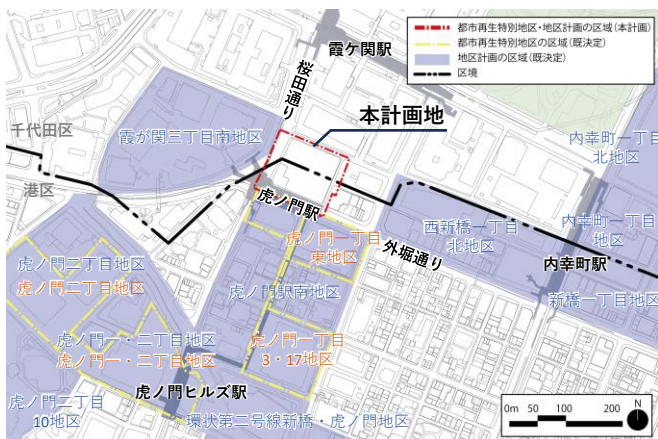 都市再生特別地区・地区計画の区域(本計画)
都市再生特別地区の区域(既決定)
地区計画の区域(既決定)
区境
霞ケ関駅
桜田通り
本計画地
千代田区
霞が関三丁目南地区
内幸町一丁目
北地区
港区
虎ノ門駅
西新橋一丁目
北地区
内幸町一丁目
地区
虎ノ門一丁目
東地区
外堀通り
内幸町駅
虎ノ門二丁目地区
虎ノ門二丁目地区
虎ノ門駅南地区
新橋一丁目地区
虎ノ門一・二丁目地区
虎ノ門一・二丁目地区
虎ノ門一丁目
3・17地区
虎ノ門ヒルズ駅
虎ノ門二丁目
10地区
環状第二号線新橋・虎ノ門地区
0m 50 100 200
N